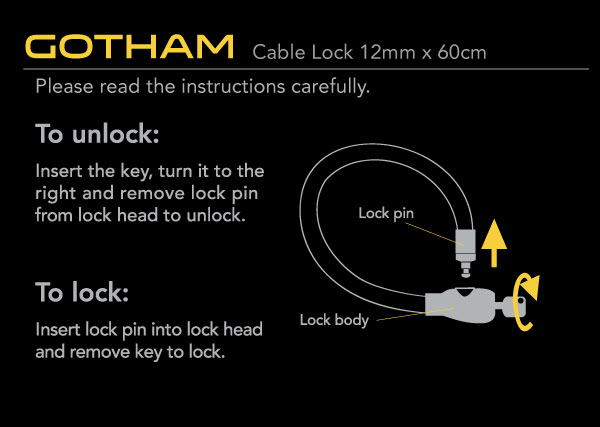 GOTHAM Cable Lock 12mm x 60cm
Please read the instructions carefully.
To unlock:
Insert the key, turn it to the
right and remove lock pin
from lock head to unlock.
Lock pin
To lock:
Insert lock pin into lock head
and remove key to lock.
Lock body